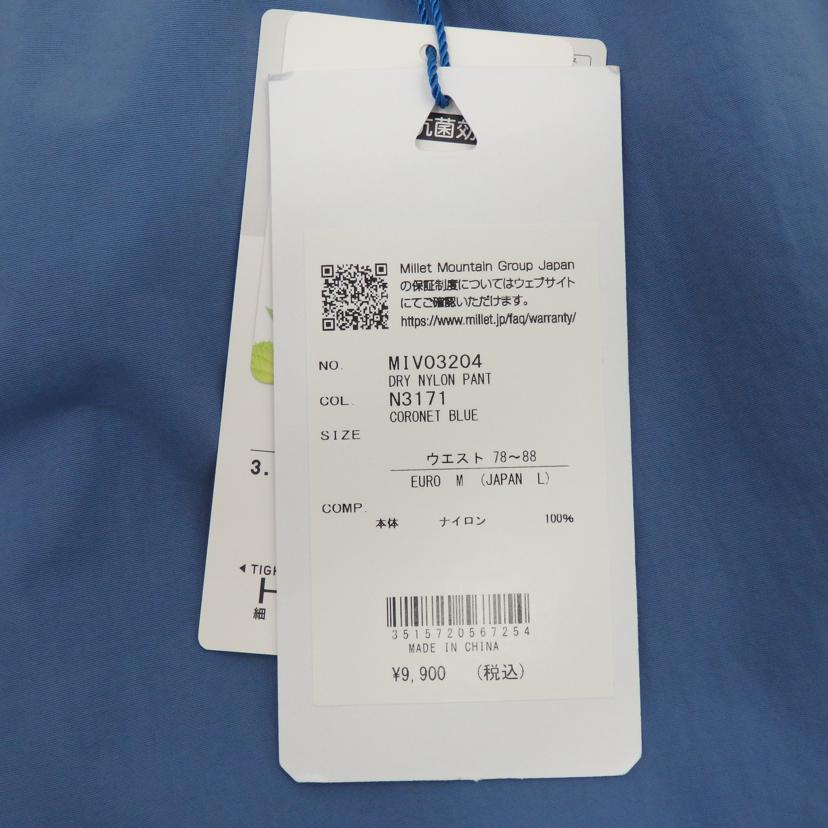 抗菌効
Millet Mountain Group Japan
の保証制度についてはウェブサイト
にてご確認いただけます。
https://www.millet.jp/faq/warranty/
NO. MIV03204
DRY NYLON PANT
COL. N3171
CORONET BLUE
SIZE
ウエスト 78～88
EURO M (JAPAN L)
COMP.
本体 ナイロン 100%
3515720567254
MADE IN CHINA
¥9,900 (税込)
3.
◀ TIGH
H
細